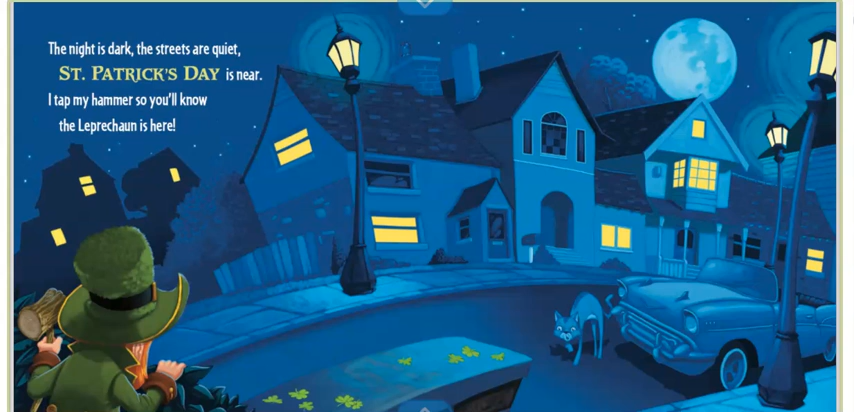 The night is dark, the streets are quiet,
ST. PATRICK'S DAY is near.
I tap my hammer so you'll know
the Leprechaun is here!